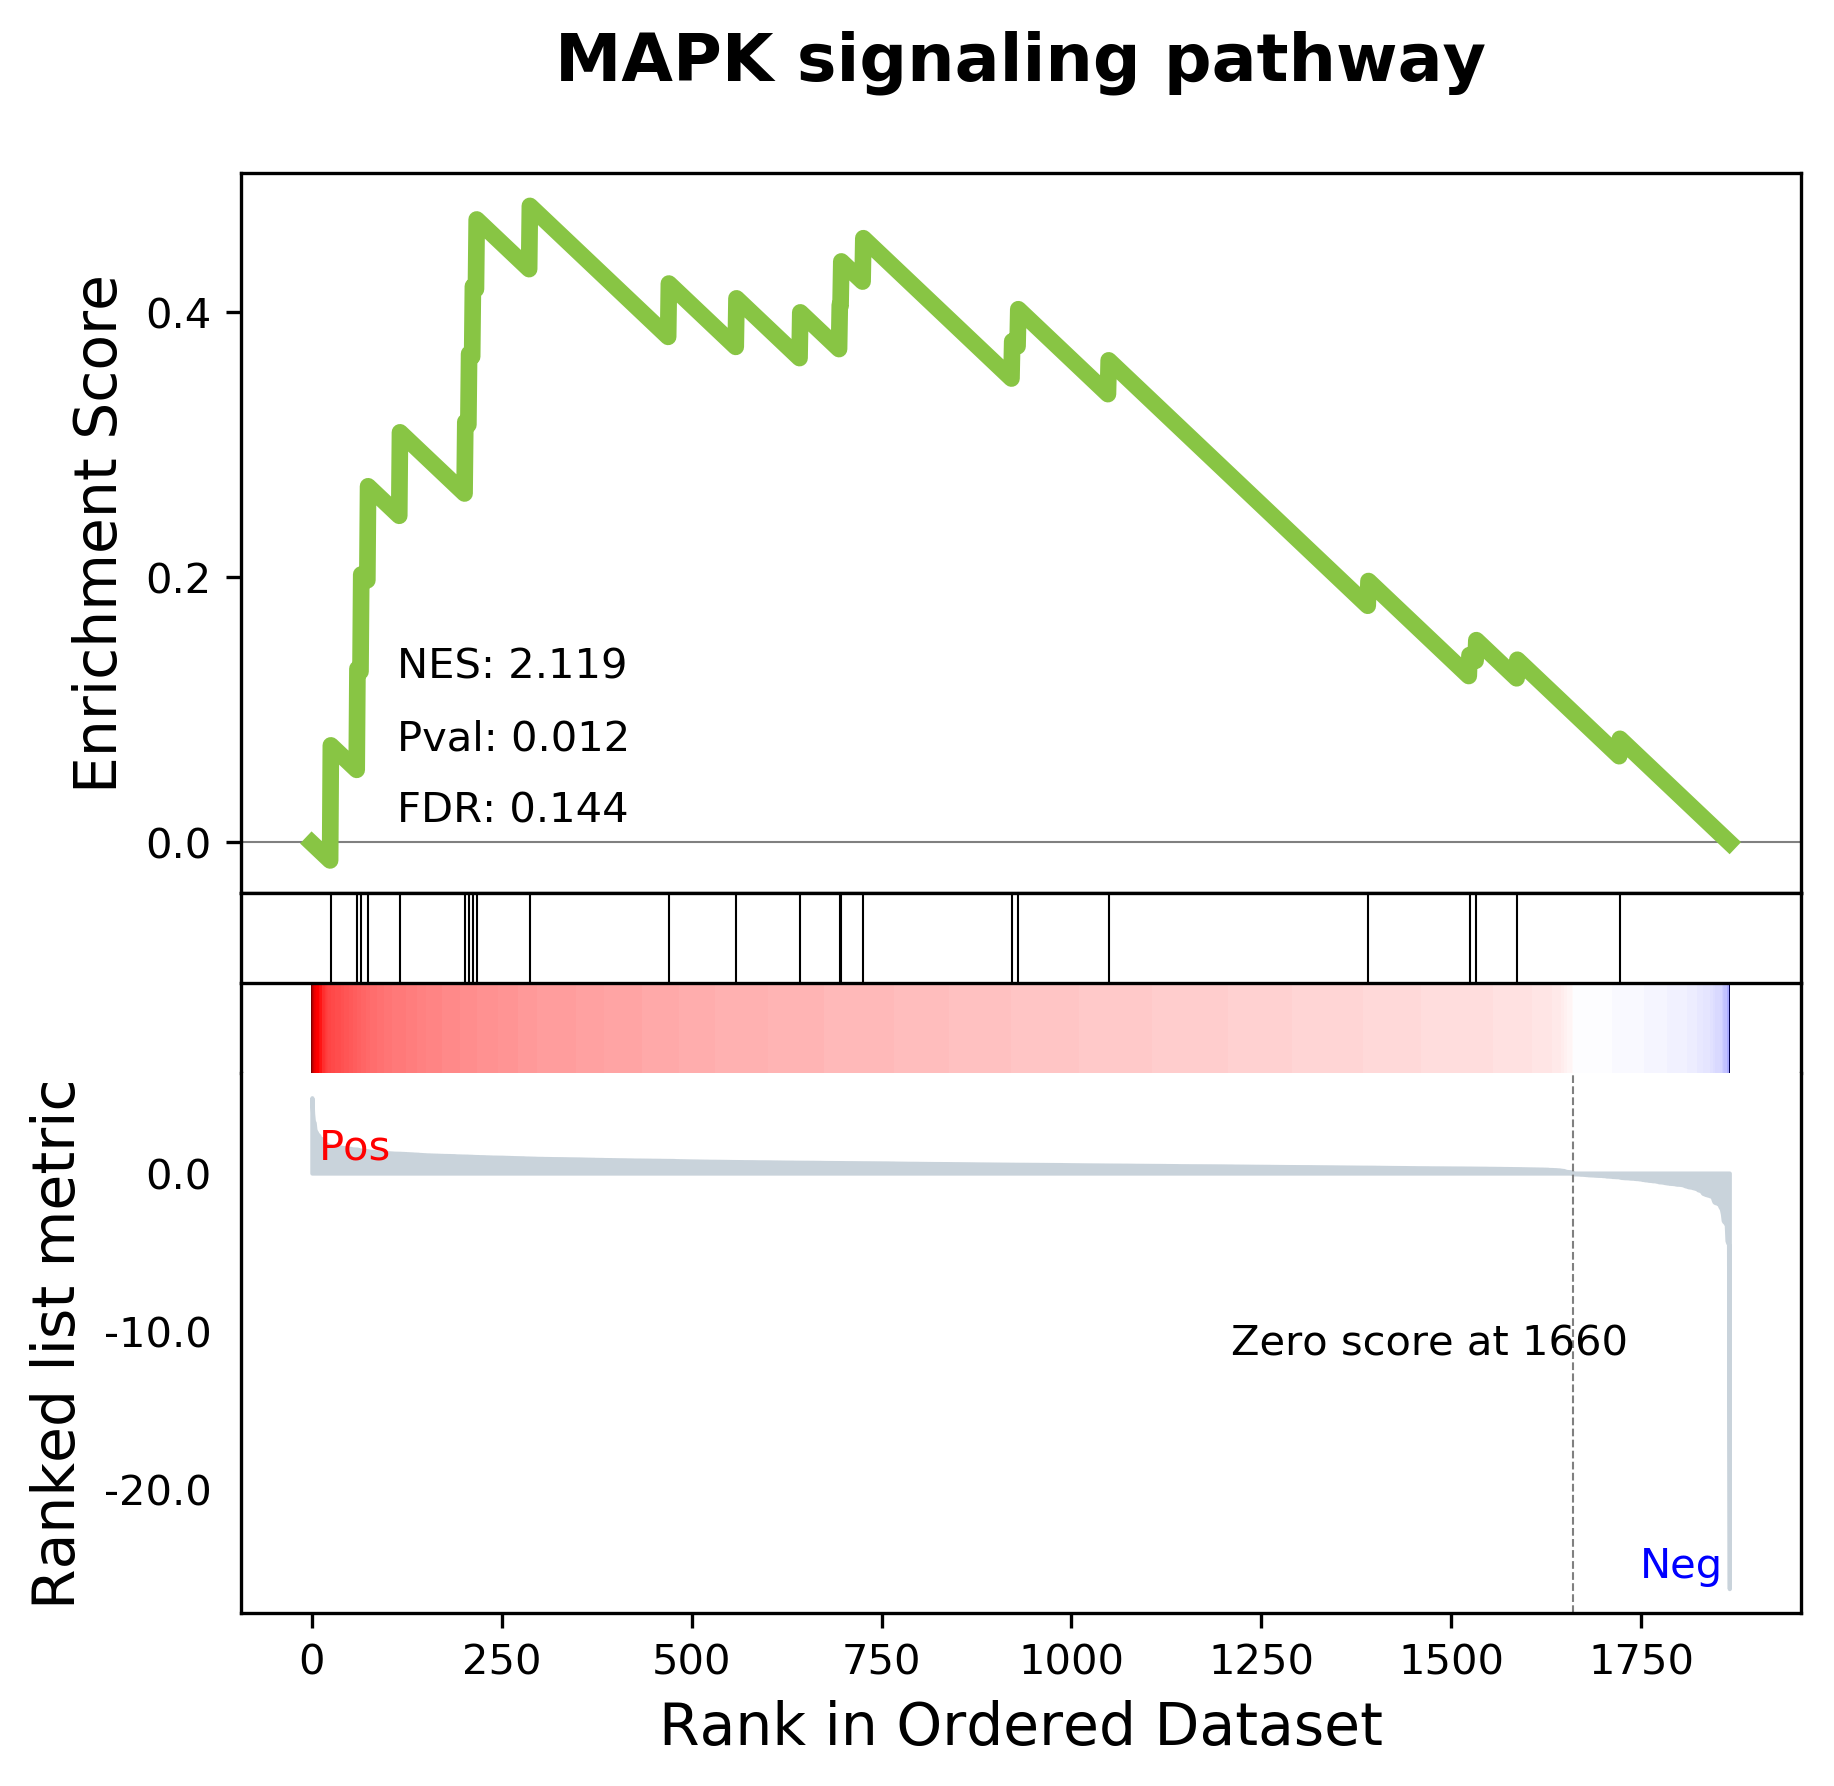 MAPK signaling pathway
Enrichment Score
0.4
0.2
0.0
NES: 2.119
Pval: 0.012
FDR: 0.144
Ranked list metric
0.0
-10.0
-20.0
Pos
Zero score at 1660
Neg
0 250 500 750 1000 1250 1500 1750
Rank in Ordered Dataset